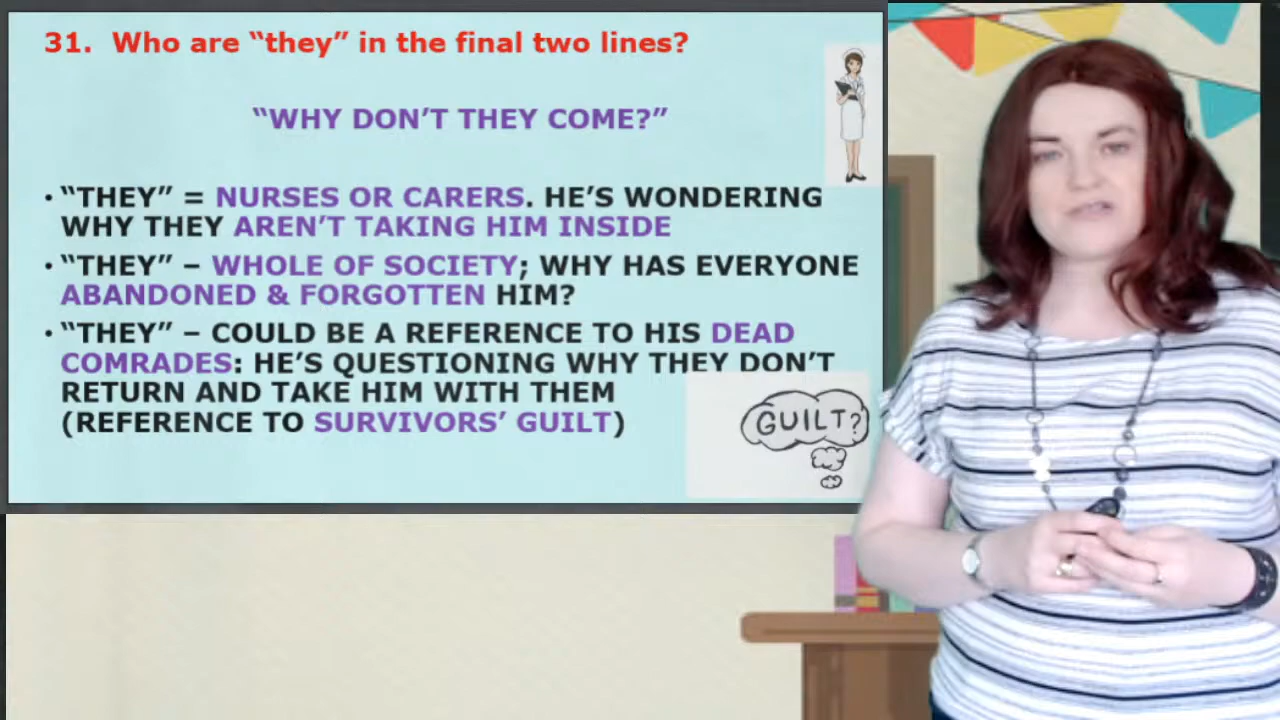 31. Who are “they” in the final two lines?
“WHY DON’T THEY COME?”
• “THEY” = NURSES OR CARERS. HE’S WONDERING
WHY THEY AREN’T TAKING HIM INSIDE
• “THEY” – WHOLE OF SOCIETY; WHY HAS EVERYONE
ABANDONED & FORGOTTEN HIM?
• “THEY” – COULD BE A REFERENCE TO HIS DEAD
COMRADES: HE’S QUESTIONING WHY THEY DON’T
RETURN AND TAKE HIM WITH THEM
(REFERENCE TO SURVIVORS’ GUILT)
GUILT?